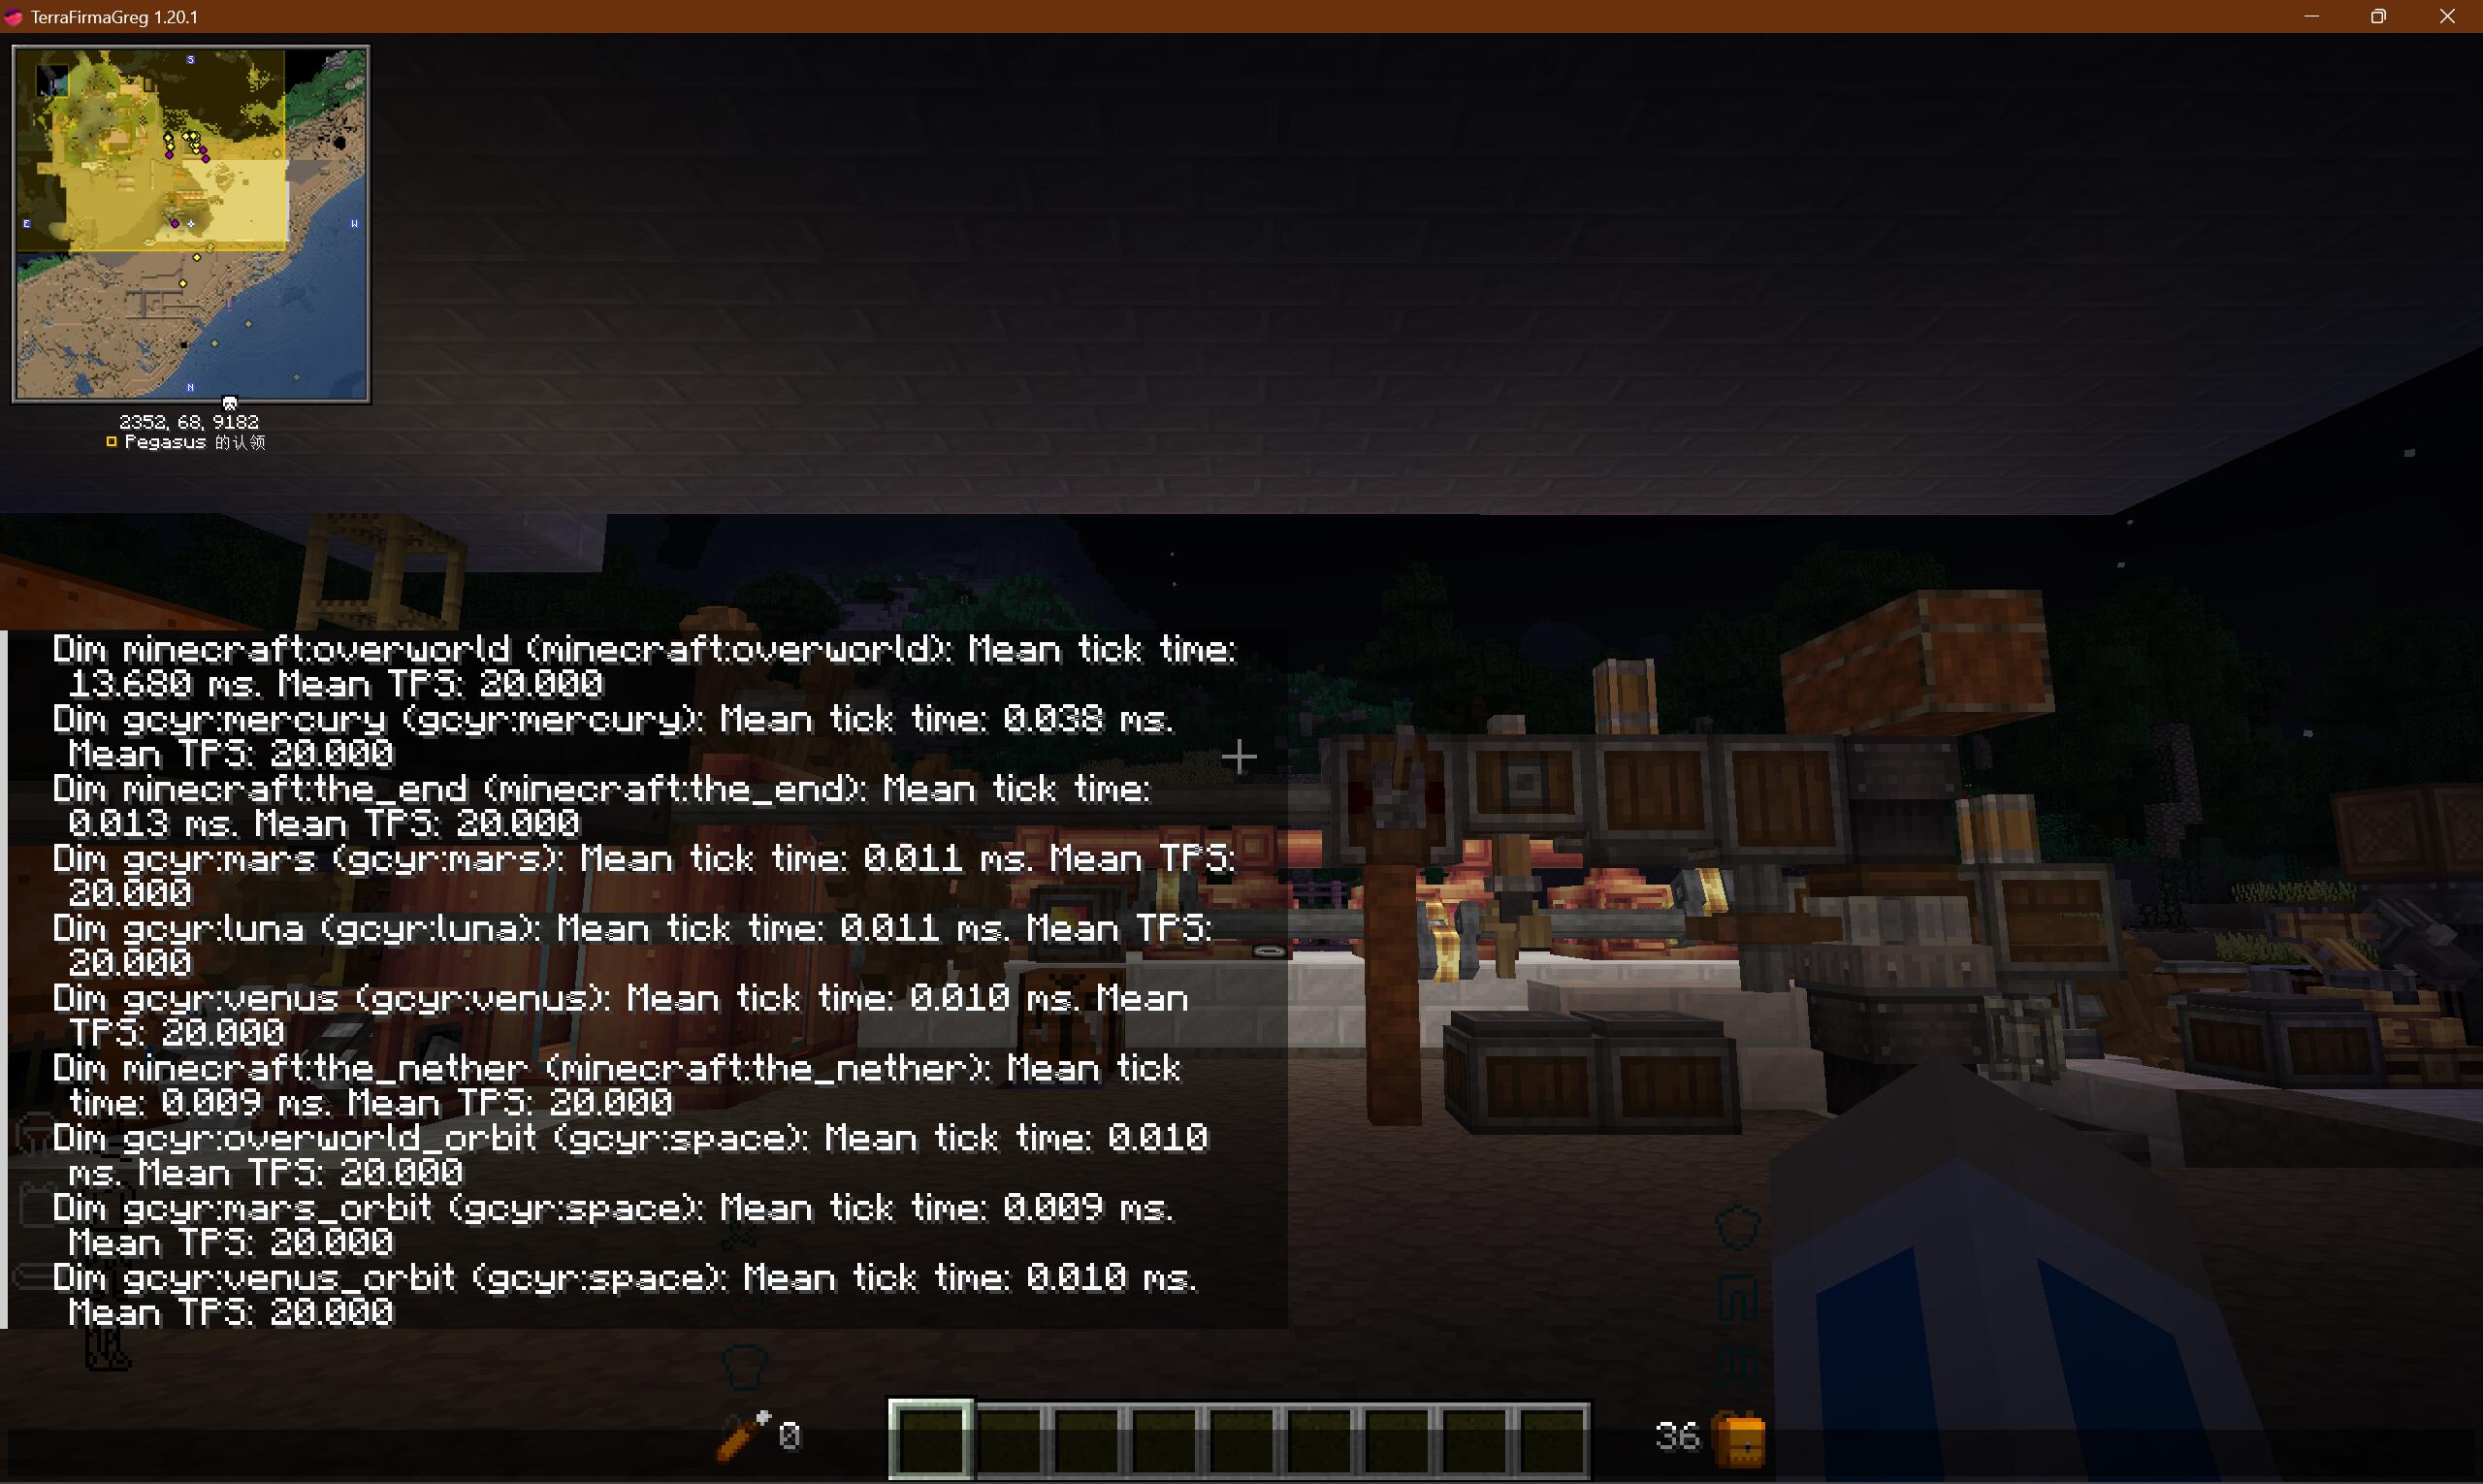 TerraFirmaGreg 1.20.1
S
E
W
N
2352, 68, 9182
Pegasus 的认领
Dim minecraft:overworld (minecraft:overworld): Mean tick time:
13.680 ms. Mean TPS: 20.000
Dim gcyr:mercury (gcyr:mercury): Mean tick time: 0.038 ms.
Mean TPS: 20.000
Dim minecraft:the_end (minecraft:the_end): Mean tick time:
0.013 ms. Mean TPS: 20.000
Dim gcyr:mars (gcyr:mars): Mean tick time: 0.011 ms. Mean TPS:
20.000
Dim gcyr:luna (gcyr:luna): Mean tick time: 0.011 ms. Mean TPS:
20.000
Dim gcyr:venus (gcyr:venus): Mean tick time: 0.010 ms. Mean
TPS: 20.000
Dim minecraft:the_nether (minecraft:the_nether): Mean tick
time: 0.009 ms. Mean TPS: 20.000
Dim gcyr:overworld_orbit (gcyr:space): Mean tick time: 0.010
ms. Mean TPS: 20.000
Dim gcyr:mars_orbit (gcyr:space): Mean tick time: 0.009 ms.
Mean TPS: 20.000
Dim gcyr:venus_orbit (gcyr:space): Mean tick time: 0.010 ms.
Mean TPS: 20.000
0
36